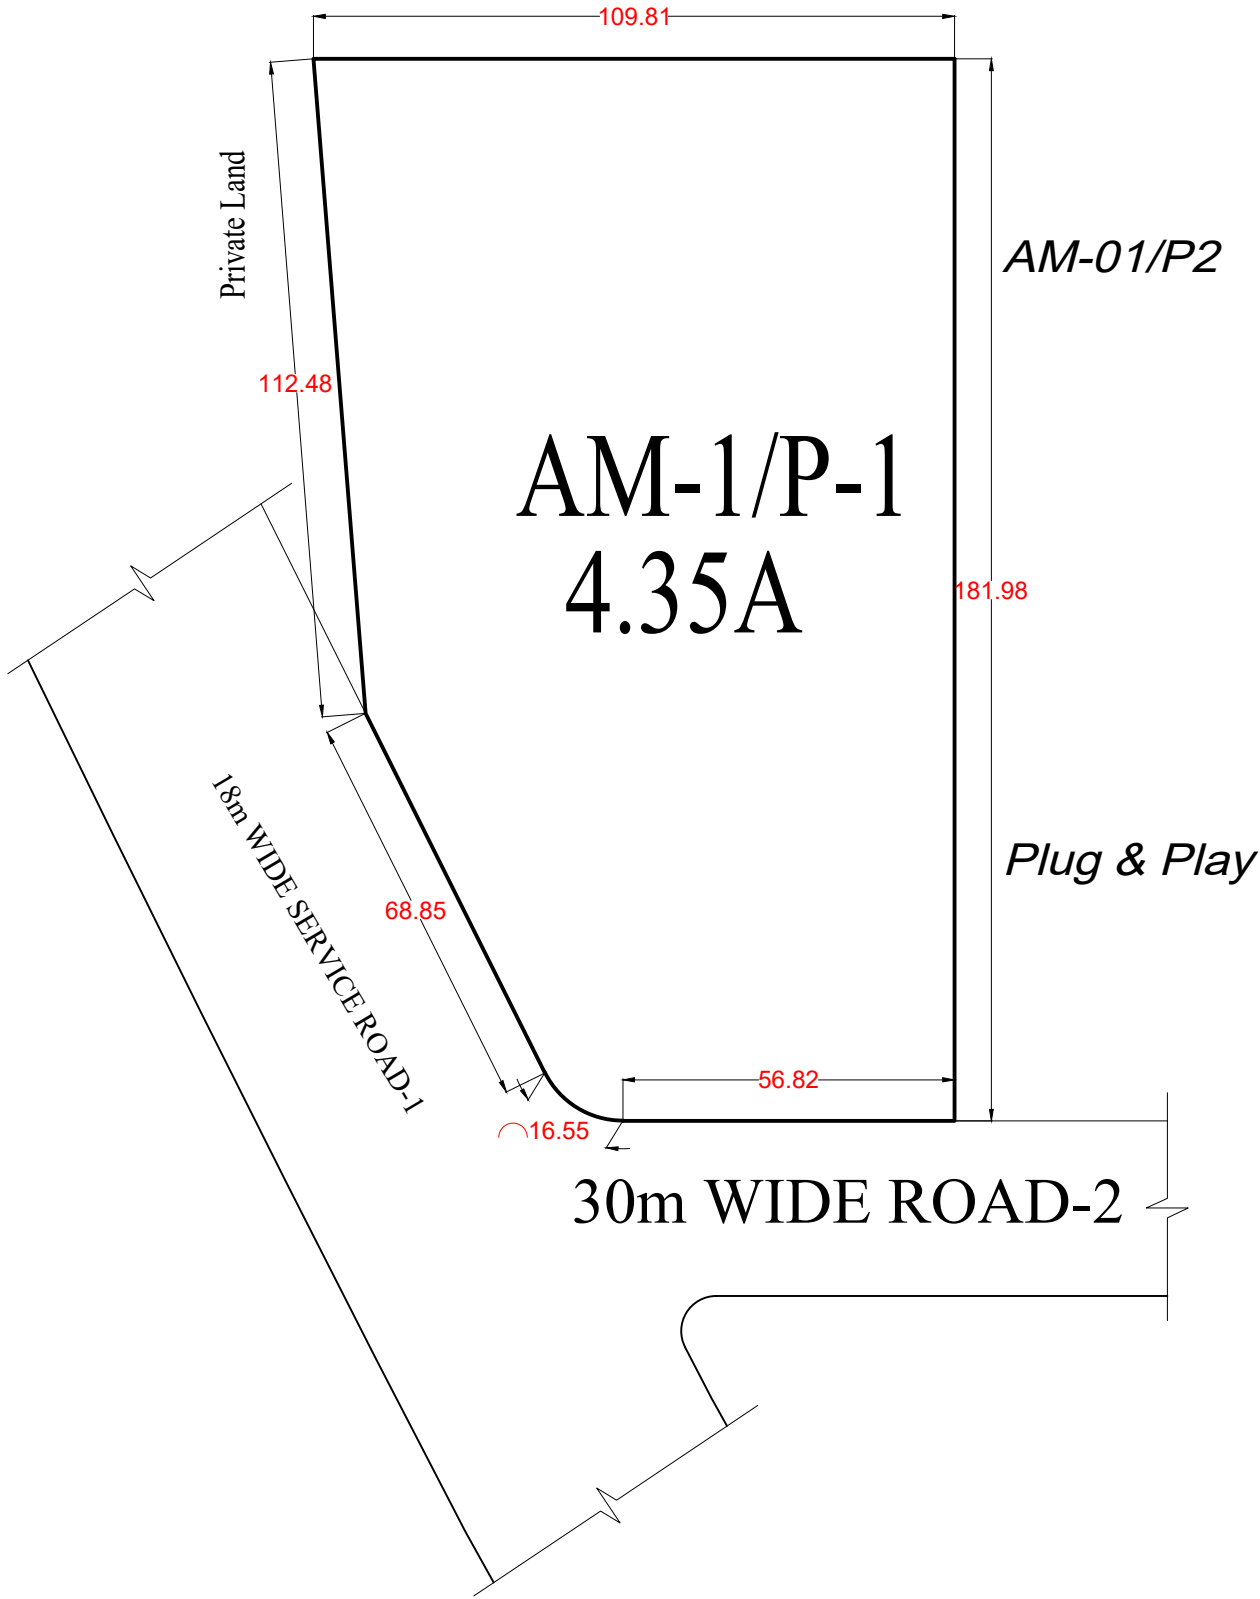 109.81
Private Land
AM-01/P2
112.48
AM-1/P-1
4.35A
181.98
18m WIDE SERVICE ROAD-1
68.85
Plug & Play
56.82
16.55
30m WIDE ROAD-2